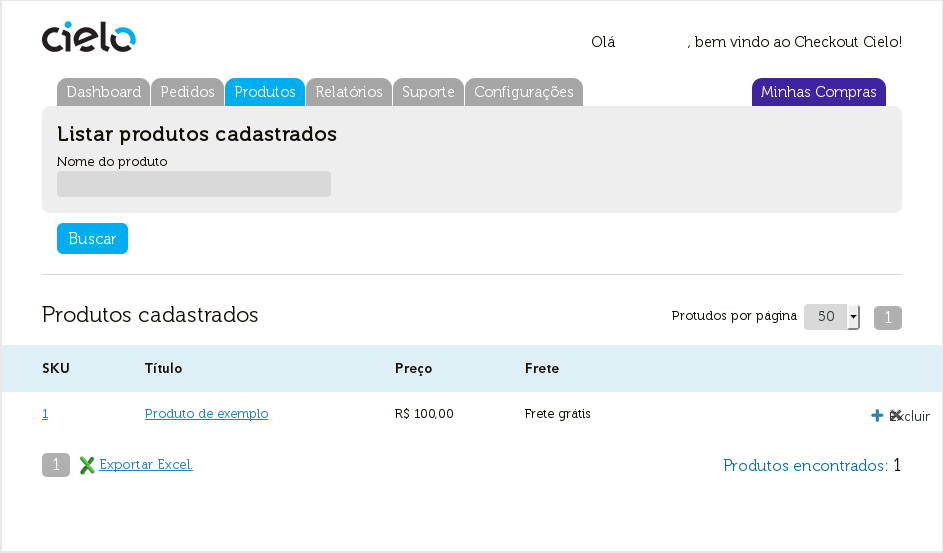 cielo
Olá , bem vindo ao Checkout Cielo!
Dashboard Pedidos Produtos Relatórios Suporte Configurações Minhas Compras
Listar produtos cadastrados
Nome do produto
Buscar
Produtos cadastrados Protudos por página 50 1
SKU Título Preço Frete
1 Produto de exemplo R$ 100,00 Frete grátis Excluir
1 Exportar Excel. Produtos encontrados: 1